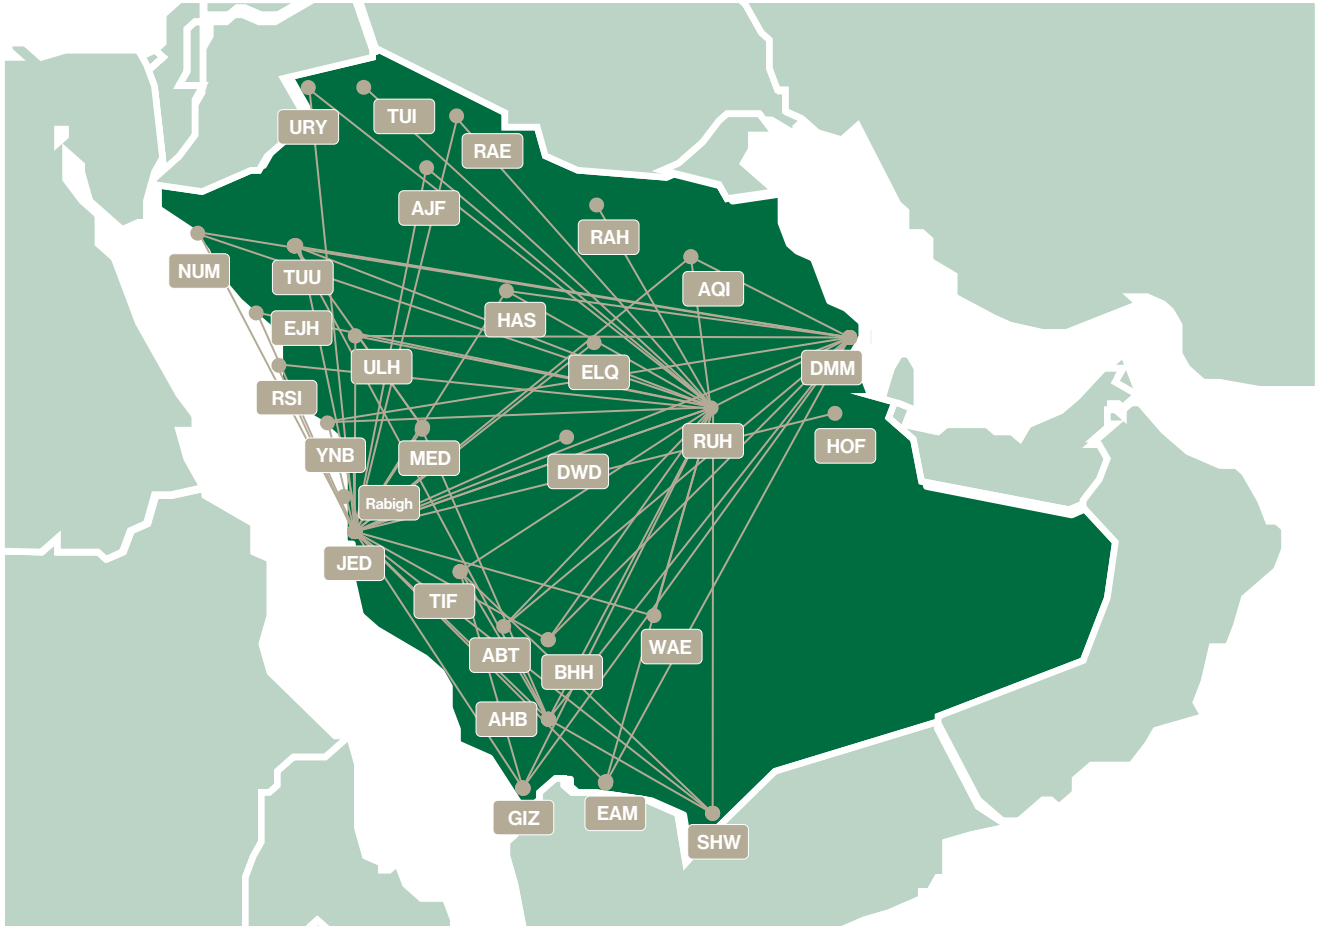 TUI
URY
RAE
AJF
RAH
NUM
TUU
AQI
HAS
EJH
ULH
ELQ
DMM
RSI
RUH
HOF
YNB
MED
DWD
Rabigh
JED
TIF
WAE
ABT
BHH
AHB
GIZ
EAM
SHW